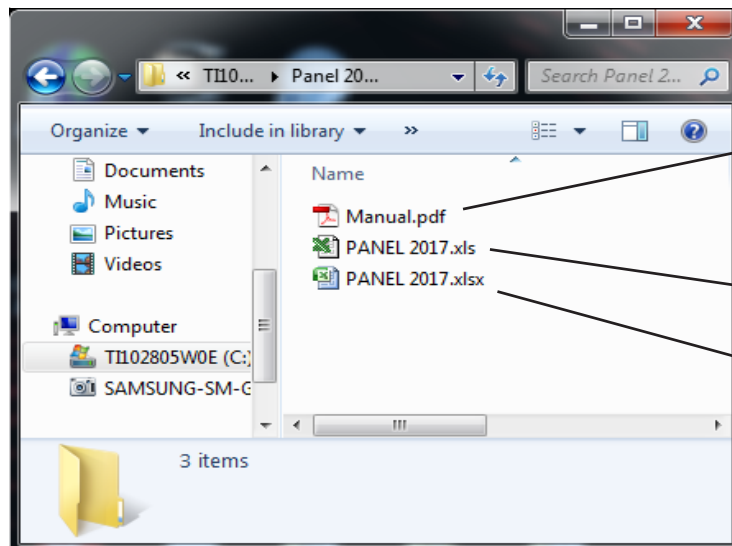 « TI10... ▸ Panel 20...
Search Panel 2...
Organize
Include in library
»
Documents
Music
Pictures
Videos
Computer
TI102805W0E (C:)
SAMSUNG-SM-G
Name
Manual.pdf
PANEL 2017.xls
PANEL 2017.xlsx
3 items